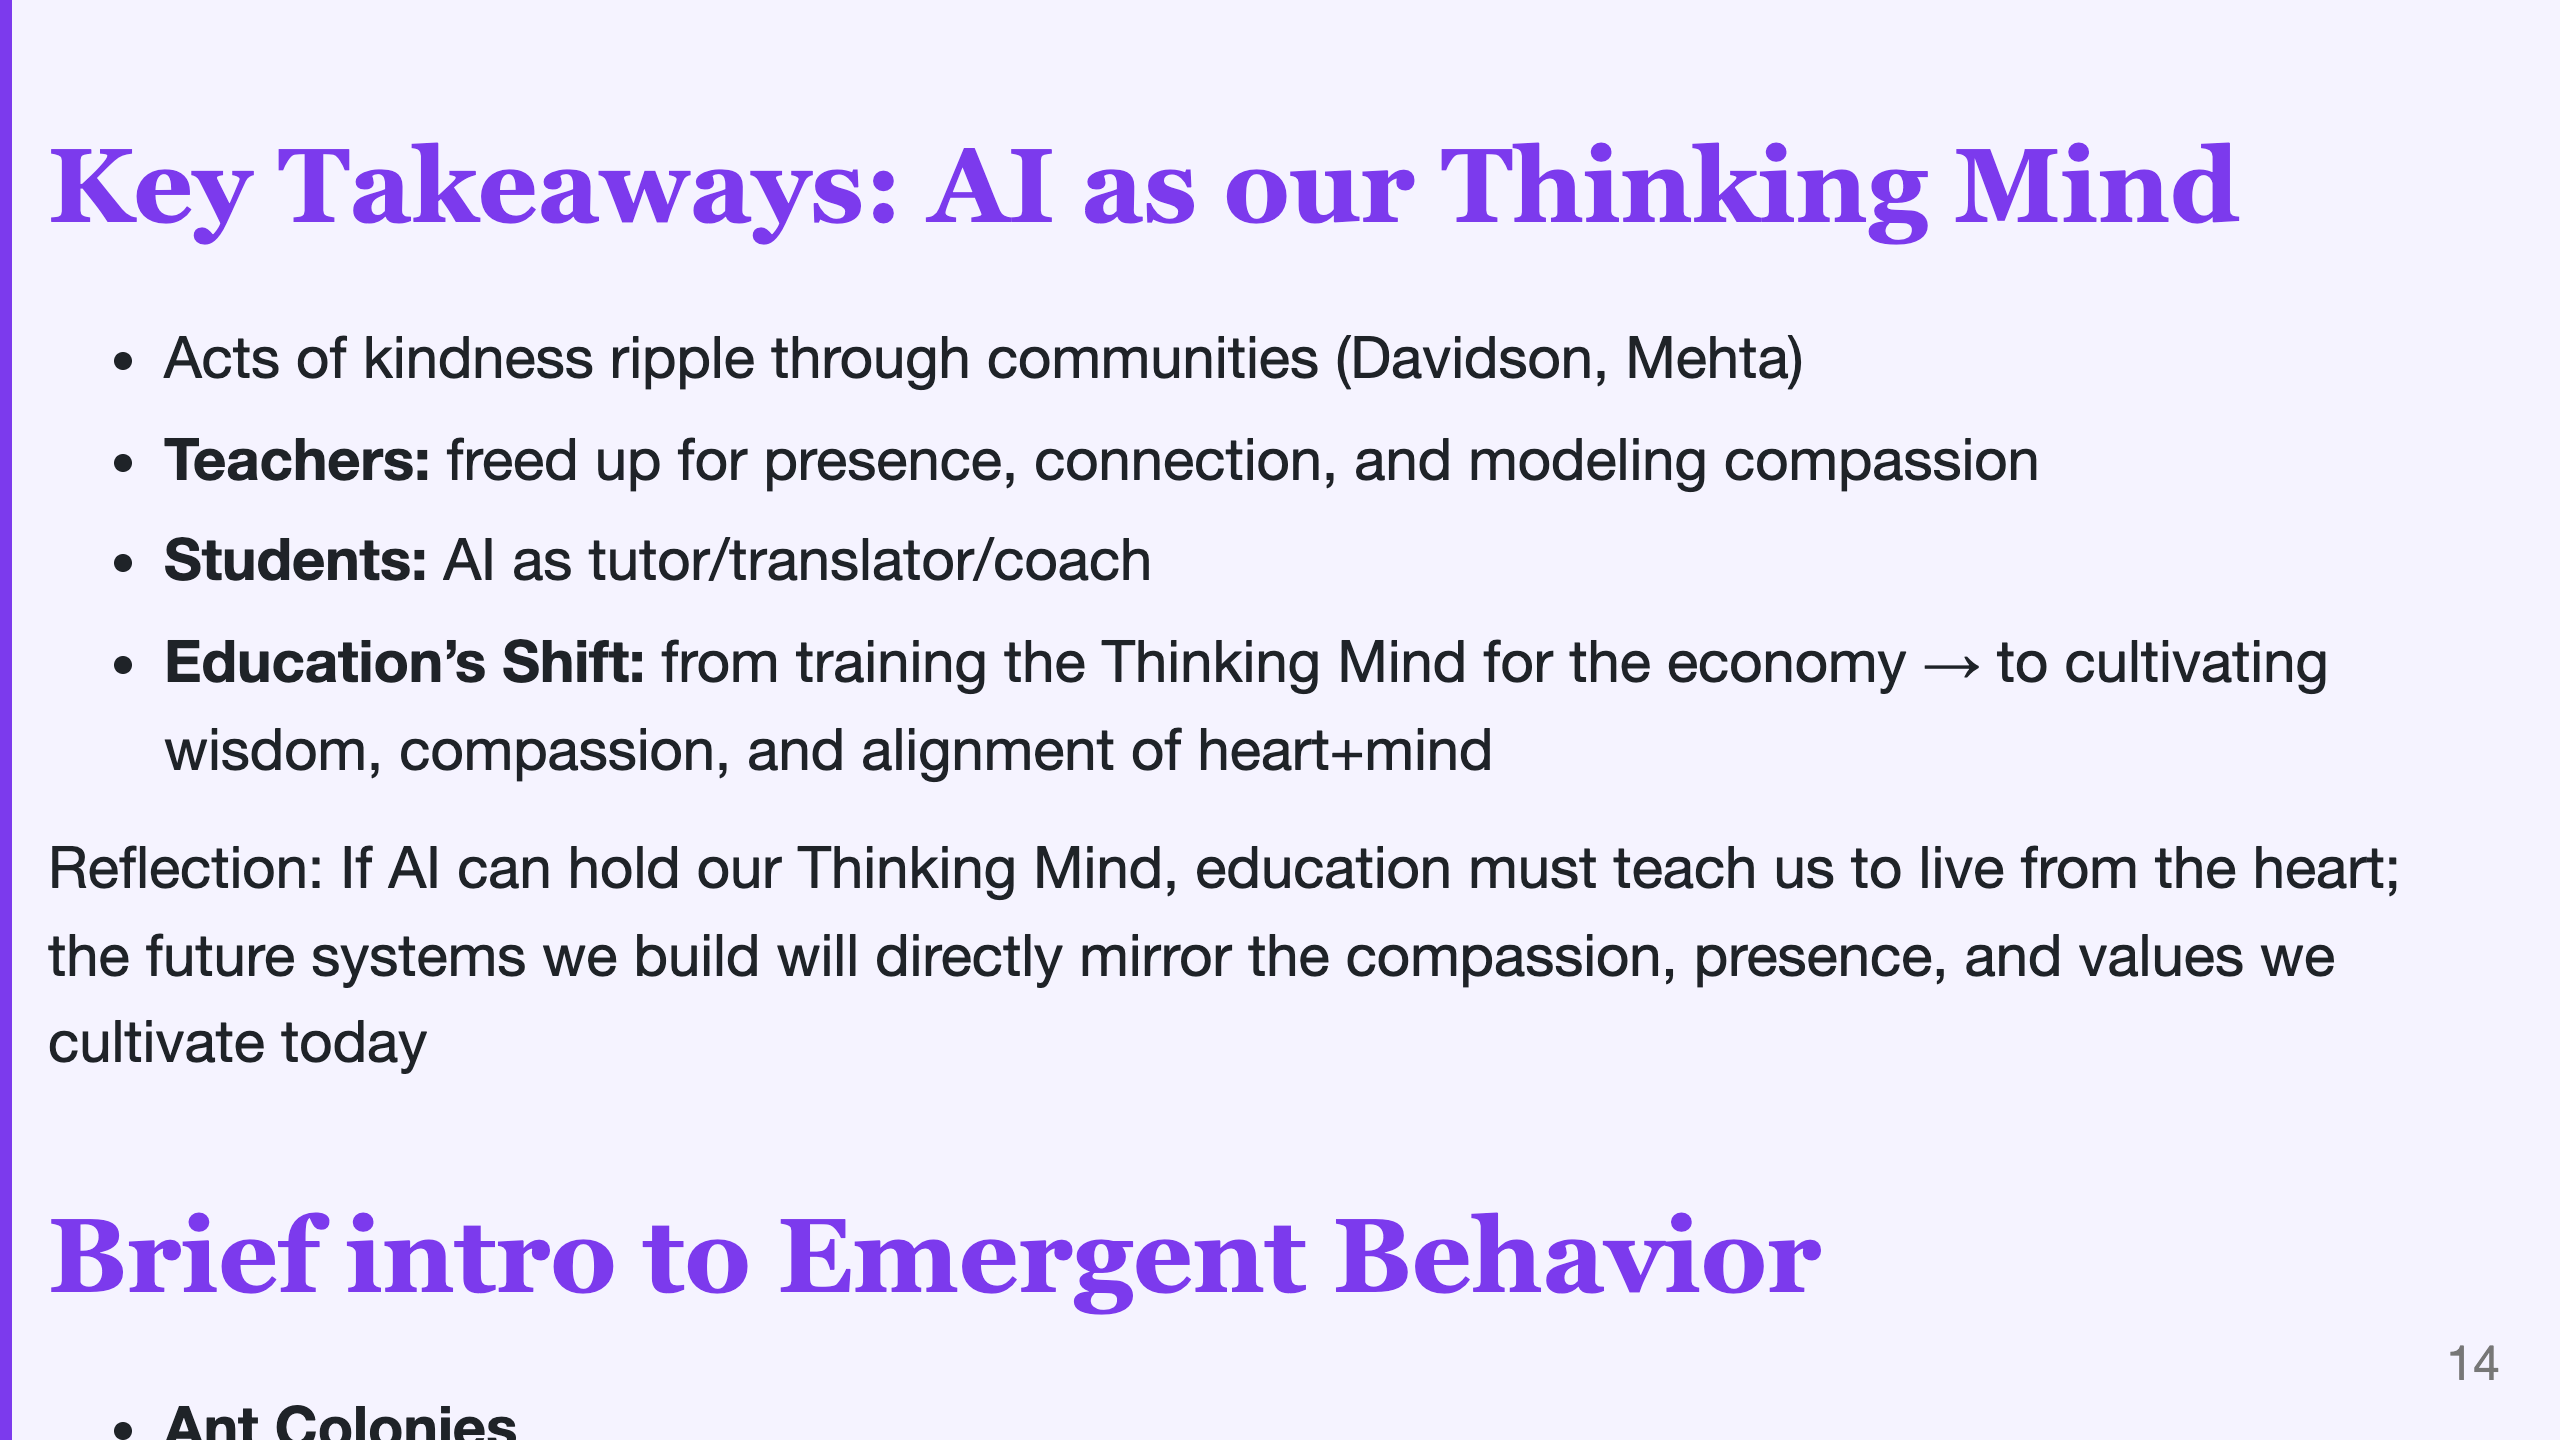 Key Takeaways: AI as our Thinking Mind
• Acts of kindness ripple through communities (Davidson, Mehta)
• Teachers: freed up for presence, connection, and modeling compassion
• Students: AI as tutor/translator/coach
• Education’s Shift: from training the Thinking Mind for the economy → to cultivating
wisdom, compassion, and alignment of heart+mind
Reflection: If AI can hold our Thinking Mind, education must teach us to live from the heart;
the future systems we build will directly mirror the compassion, presence, and values we
cultivate today
Brief intro to Emergent Behavior
14
• Ant Colonies